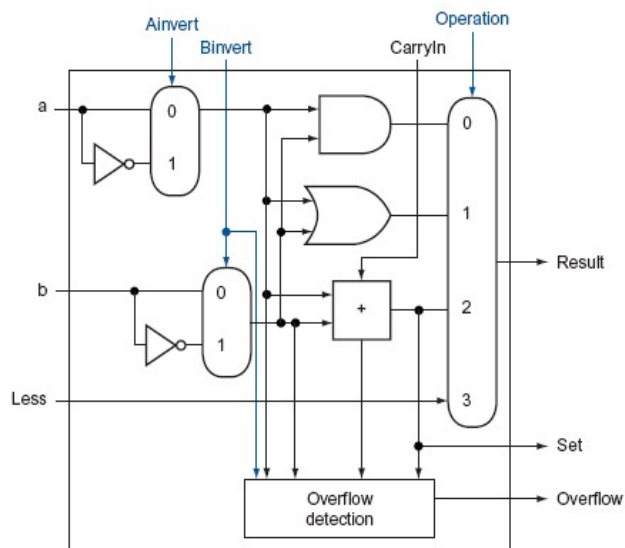 Ainvert
Operation
Binvert
CarryIn
a
0
1
0
1
Result
b
0
1
+
2
Less
3
Set
Overflow
detection
Overflow